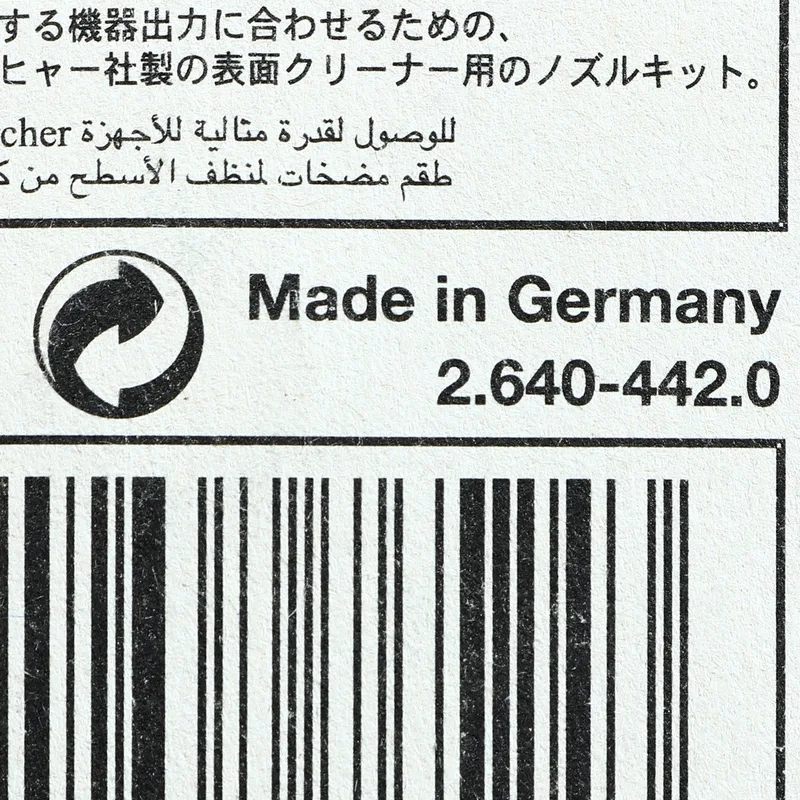 する機器出力に合わせるための、
ヒャー社製の表面クリーナー用のノズルキット。
للوصول لقدرة مثالية للأجهزة cher
طقم مضخات لمنظف الأسطح من
Made in Germany
2.640-442.0